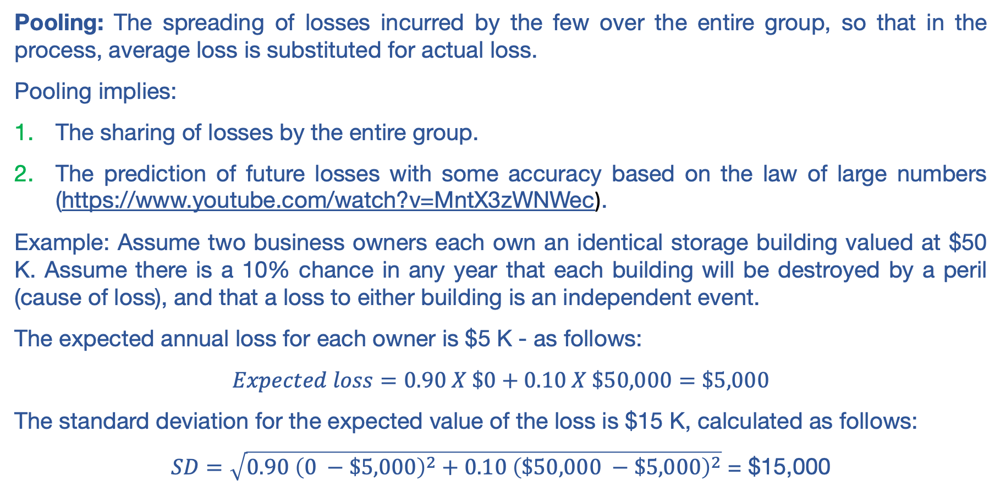 Pooling: The spreading of losses incurred by the few over the entire group, so that in the
process, average loss is substituted for actual loss.
Pooling implies:
1. The sharing of losses by the entire group.
2. The prediction of future losses with some accuracy based on the law of large numbers
(https://www.youtube.com/watch?v=MntX3zWNWec).
Example: Assume two business owners each own an identical storage building valued at $50
K. Assume there is a 10% chance in any year that each building will be destroyed by a peril
(cause of loss), and that a loss to either building is an independent event.
The expected annual loss for each owner is $5 K - as follows:
Expected loss = 0.90 X $0 + 0.10 X $50,000 = $5,000
The standard deviation for the expected value of the loss is $15 K, calculated as follows:
SD = √0.90 (0 − $5,000)² + 0.10 ($50,000 − $5,000)² = $15,000